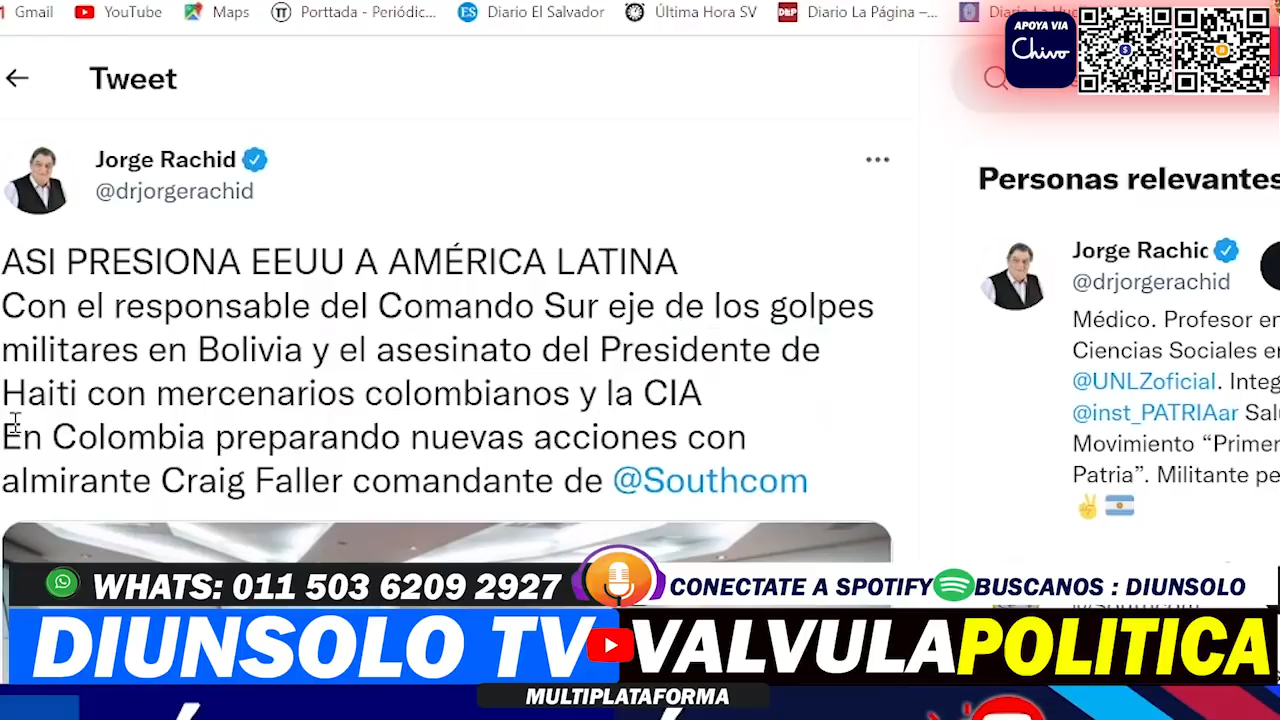 Gmail
YouTube
Maps
Porttada - Periódic...
Diario El Salvador
Última Hora SV
Diario La Página –...
APOYA VIA
Chivo
Tweet
Jorge Rachid
@drjorgerachid
ASI PRESIONA EEUU A AMÉRICA LATINA
Con el responsable del Comando Sur eje de los golpes
militares en Bolivia y el asesinato del Presidente de
Haiti con mercenarios colombianos y la CIA
En Colombia preparando nuevas acciones con
almirante Craig Faller comandante de @Southcom
Personas relevantes
Jorge Rachid
@drjorgerachid
Médico. Profesor en
Ciencias Sociales en
@UNLZoficial. Integ
@inst_PATRIAar Salu
Movimiento “Primer
Patria”. Militante pe
WHATS: 011 503 6209 2927
CONECTATE A SPOTIFY
BUSCANOS : DIUNSOLO
DIUNSOLO TV
VALVULAPOLITICA
MULTIPLATAFORMA